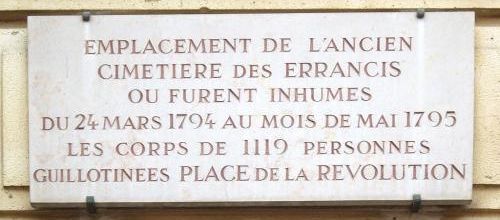 EMPLACEMENT DE L'ANCIEN
CIMETIERE DES ERRANCIS
OU FURENT INHUMES
DU 24 MARS 1794 AU MOIS DE MAI 1795
LES CORPS DE 1119 PERSONNES
GUILLOTINEES PLACE DE LA REVOLUTION